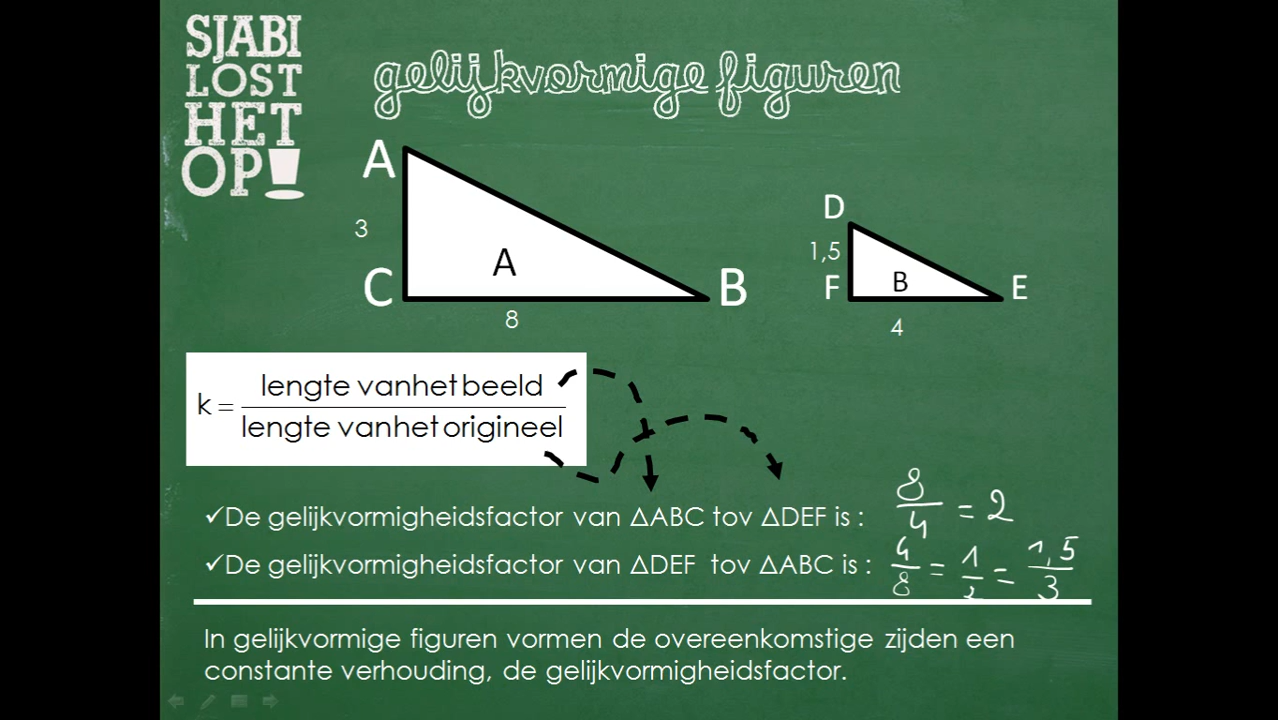 SJABI
LOST
HET
OP!
gelijkvormige figuren
A
3
A
C
B
8
D
1,5
B
F
E
4
lengte vanhet beeld
k =
lengte vanhet origineel
✓De gelijkvormigheidsfactor van ΔABC tov ΔDEF is : 8/4 = 2
✓De gelijkvormigheidsfactor van ΔDEF tov ΔABC is : 4/8 = 1/2 = 1,5/3
In gelijkvormige figuren vormen de overeenkomstige zijden een
constante verhouding, de gelijkvormigheidsfactor.